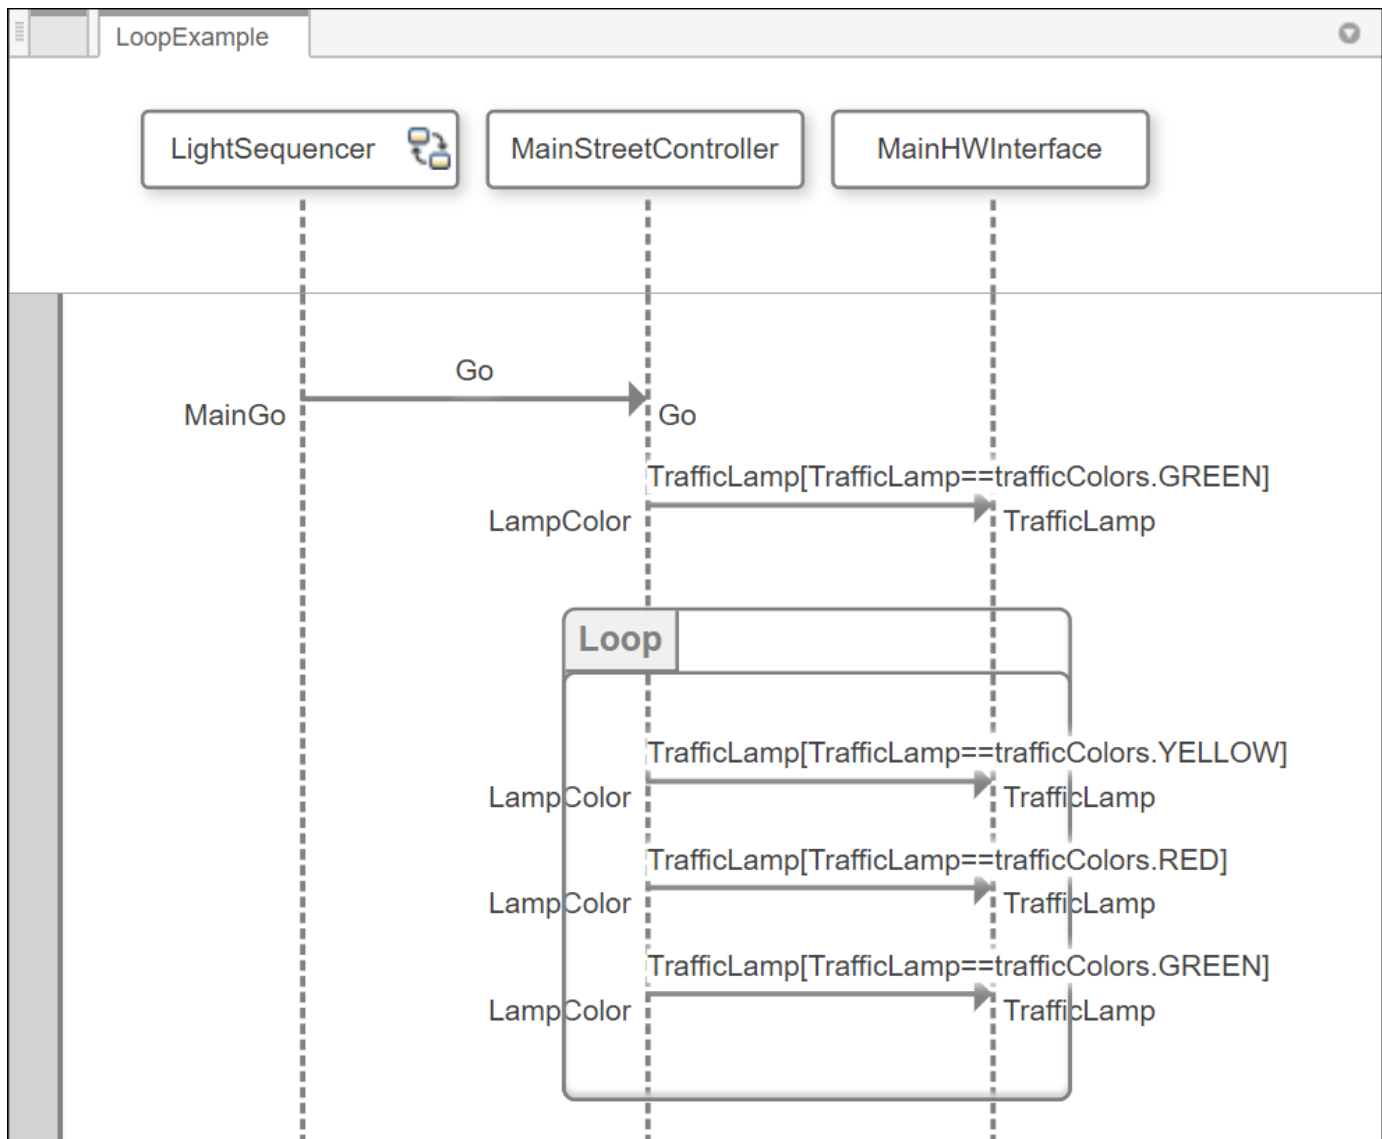 LoopExample
LightSequencer
MainStreetController
MainHWInterface
Go
MainGo
Go
TrafficLamp[TrafficLamp==trafficColors.GREEN]
LampColor
TrafficLamp
Loop
TrafficLamp[TrafficLamp==trafficColors.YELLOW]
LampColor
TrafficLamp
TrafficLamp[TrafficLamp==trafficColors.RED]
LampColor
TrafficLamp
TrafficLamp[TrafficLamp==trafficColors.GREEN]
LampColor
TrafficLamp